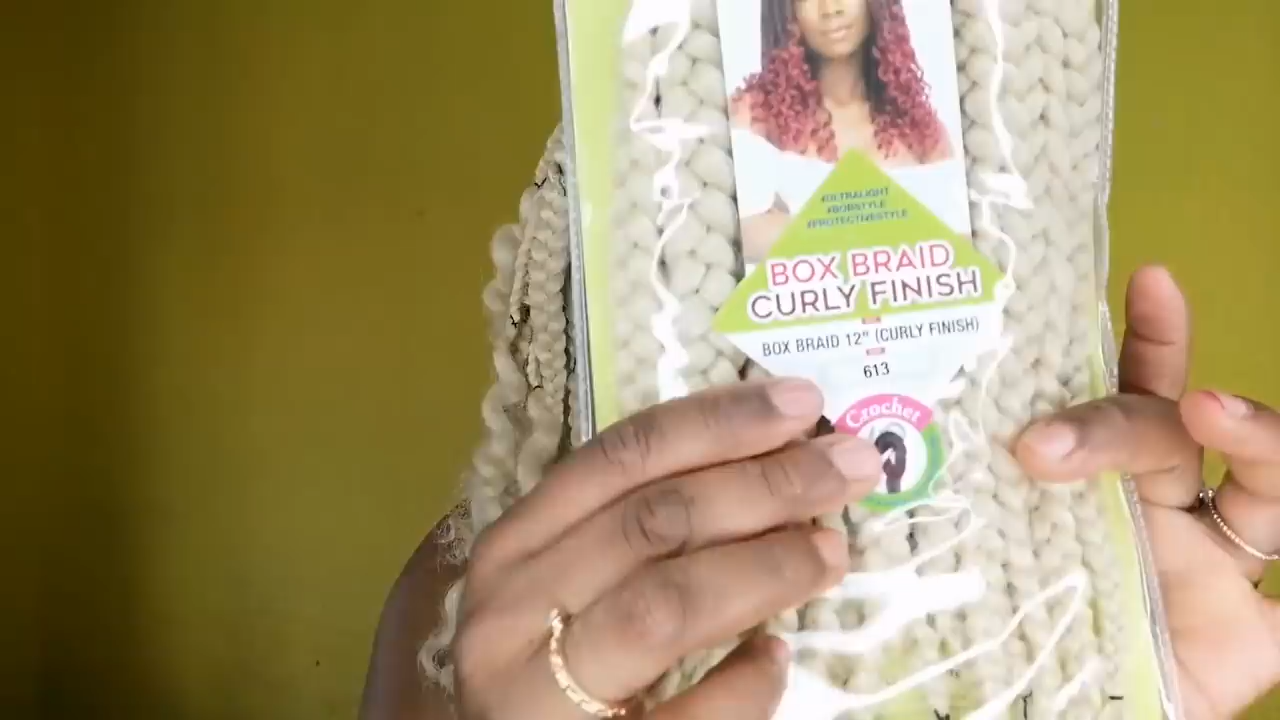 #ULTRALIGHT
#BOBSTYLE
#PROTECTIVESTYLE
BOX BRAID
CURLY FINISH
BOX BRAID 12" (CURLY FINISH)
613
Crochet